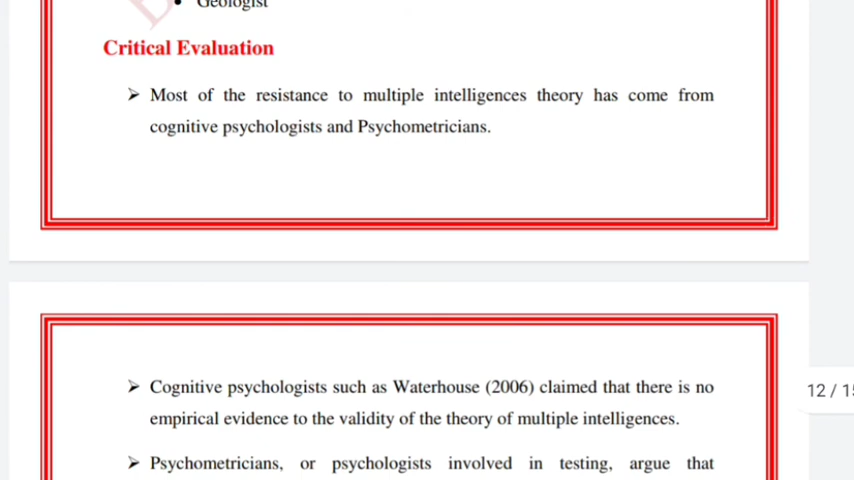 • Geologist
Critical Evaluation
➢ Most of the resistance to multiple intelligences theory has come from
cognitive psychologists and Psychometricians.
➢ Cognitive psychologists such as Waterhouse (2006) claimed that there is no
12 / 15
empirical evidence to the validity of the theory of multiple intelligences.
➢ Psychometricians, or psychologists involved in testing, argue that